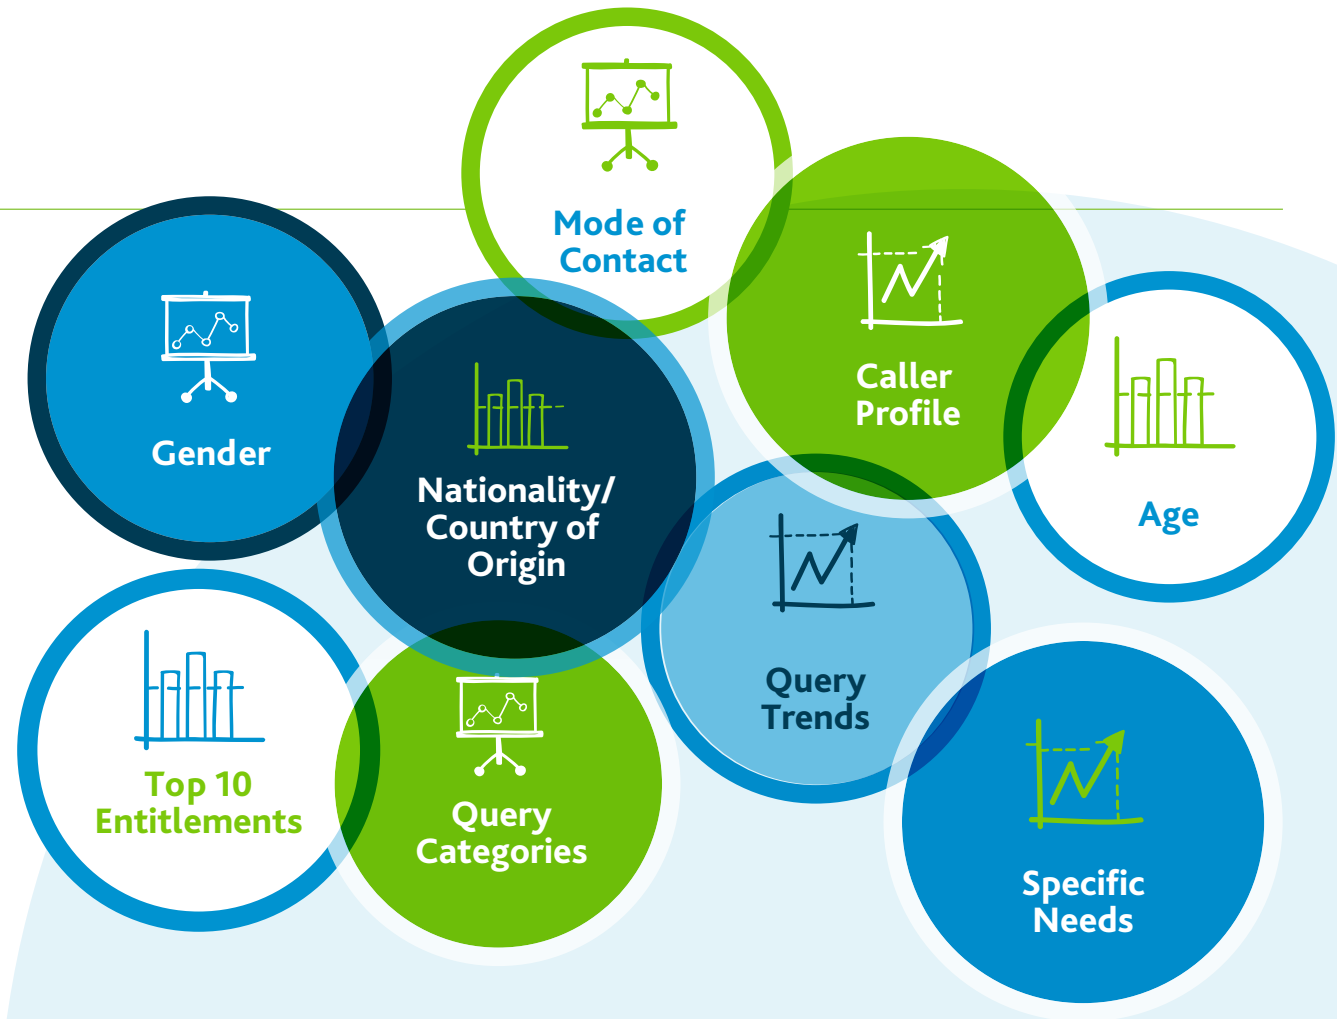 Mode of
Contact
Caller
Profile
Gender
Nationality/
Country of
Origin
Age
Query
Trends
Top 10
Entitlements
Query
Categories
Specific
Needs